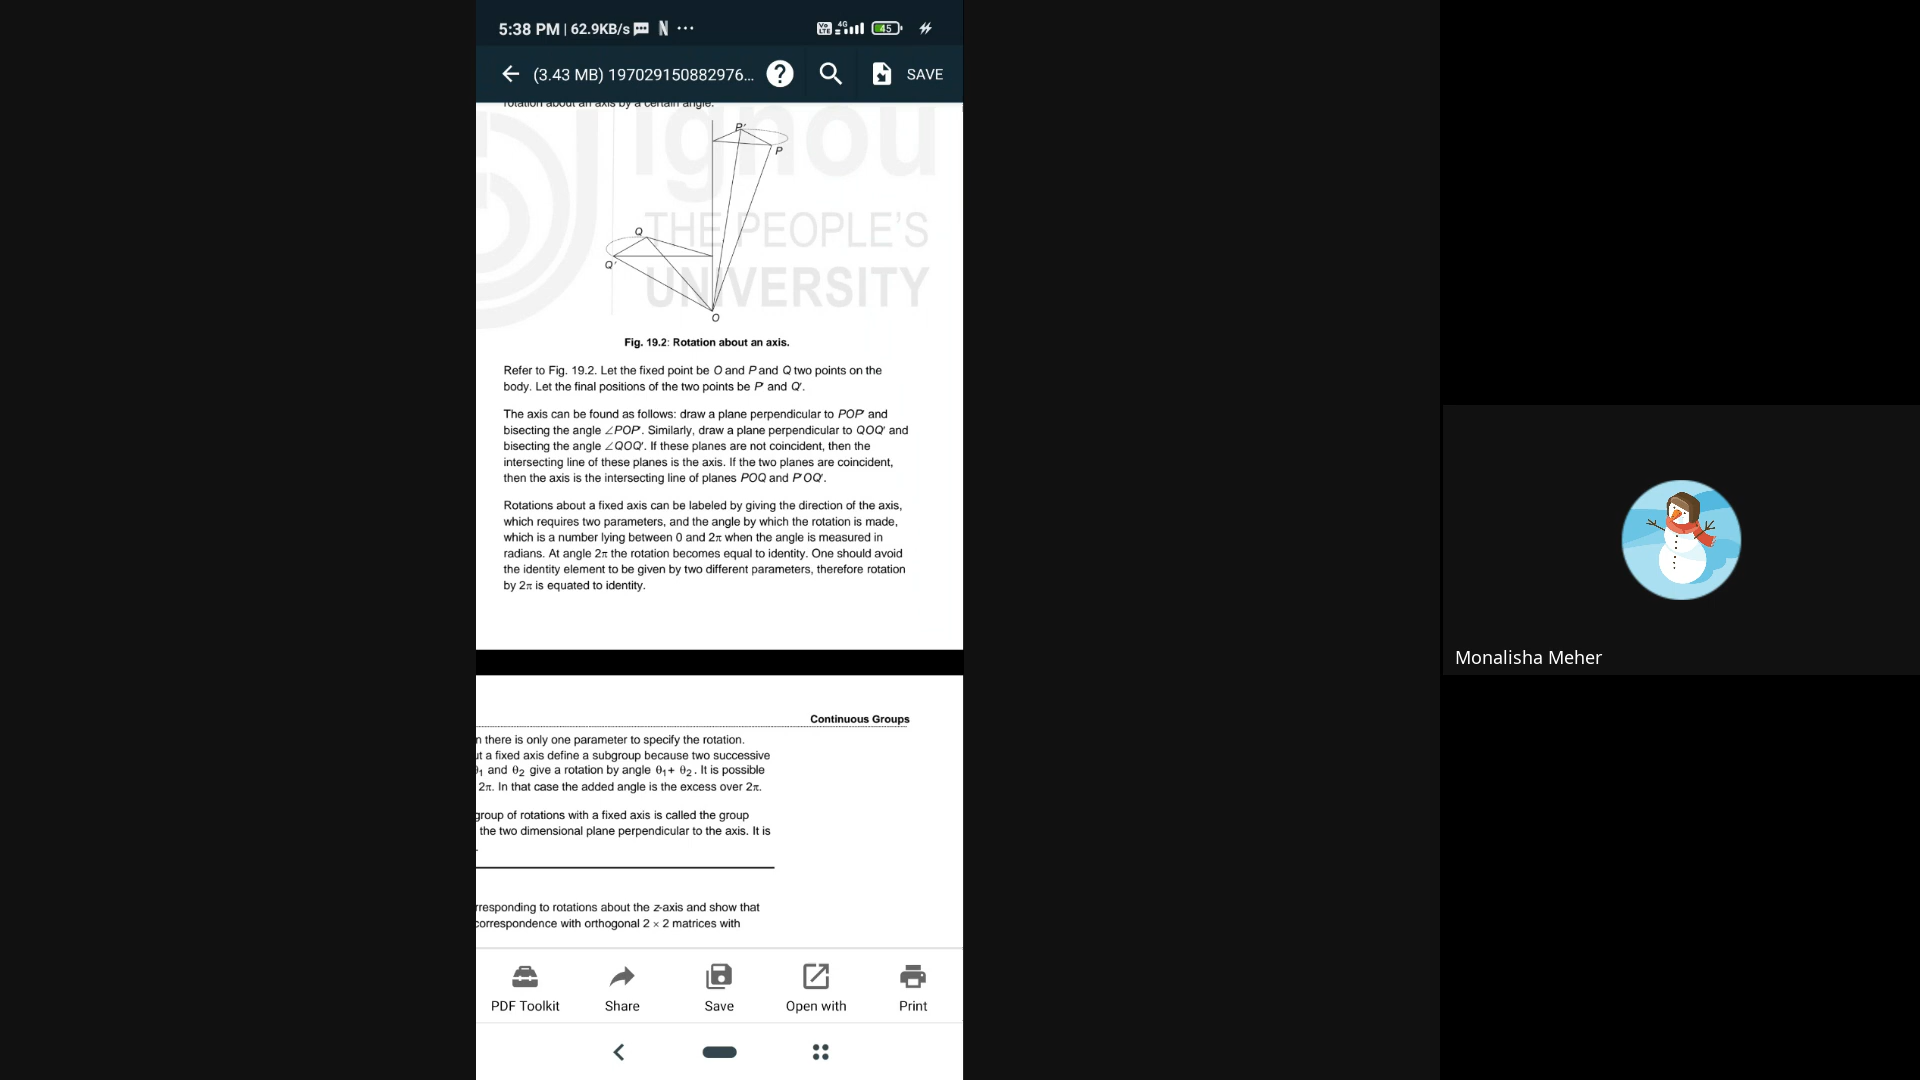 5:38 PM | 62.9KB/s N ...
Vo LTE 4G 45
(3.43 MB) 197029150882976... ? SAVE
rotation about an axis by a certain angle.
ignou
THE PEOPLE'S
UNIVERSITY
P′
P
Q
Q′
O
Fig. 19.2: Rotation about an axis.
Refer to Fig. 19.2. Let the fixed point be O and P and Q two points on the
body. Let the final positions of the two points be P′ and Q′.
The axis can be found as follows: draw a plane perpendicular to POP′ and
bisecting the angle ∠POP′. Similarly, draw a plane perpendicular to QOQ′ and
bisecting the angle ∠QOQ′. If these planes are not coincident, then the
intersecting line of these planes is the axis. If the two planes are coincident,
then the axis is the intersecting line of planes POQ and P′OQ′.
Rotations about a fixed axis can be labeled by giving the direction of the axis,
which requires two parameters, and the angle by which the rotation is made,
which is a number lying between 0 and 2π when the angle is measured in
radians. At angle 2π the rotation becomes equal to identity. One should avoid
the identity element to be given by two different parameters, therefore rotation
by 2π is equated to identity.
Continuous Groups
n there is only one parameter to specify the rotation.
ut a fixed axis define a subgroup because two successive
θ₁ and θ₂ give a rotation by angle θ₁+ θ₂. It is possible
2π. In that case the added angle is the excess over 2π.
group of rotations with a fixed axis is called the group
the two dimensional plane perpendicular to the axis. It is
.
rresponding to rotations about the z-axis and show that
correspondence with orthogonal 2 × 2 matrices with
PDF Toolkit Share Save Open with Print
Monalisha Meher